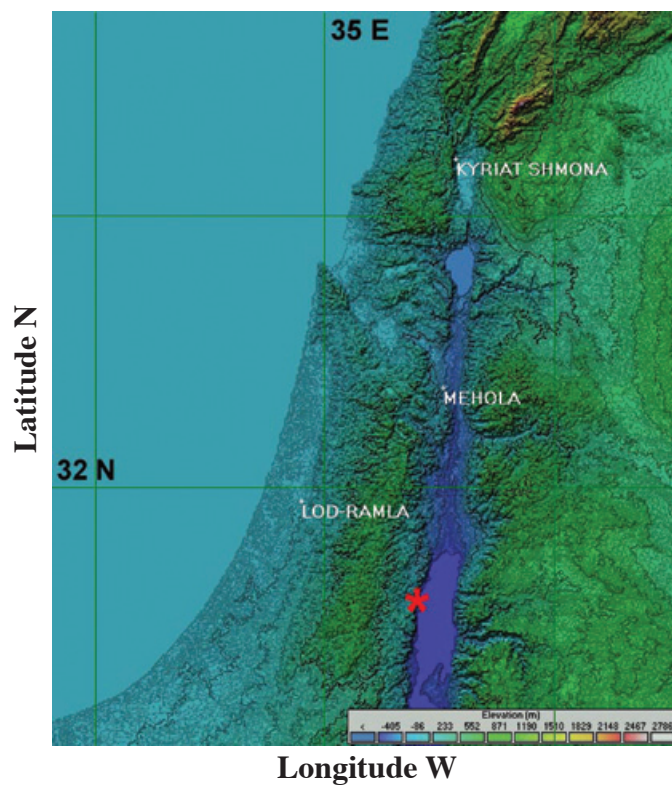 35 E
KYRIAT SHMONA
MEHOLA
32 N
LOD-RAMLA
Latitude N
Elevation (m)
< -405 -86 233 552 871 1190 1510 1829 2148 2467 2786
Longitude W